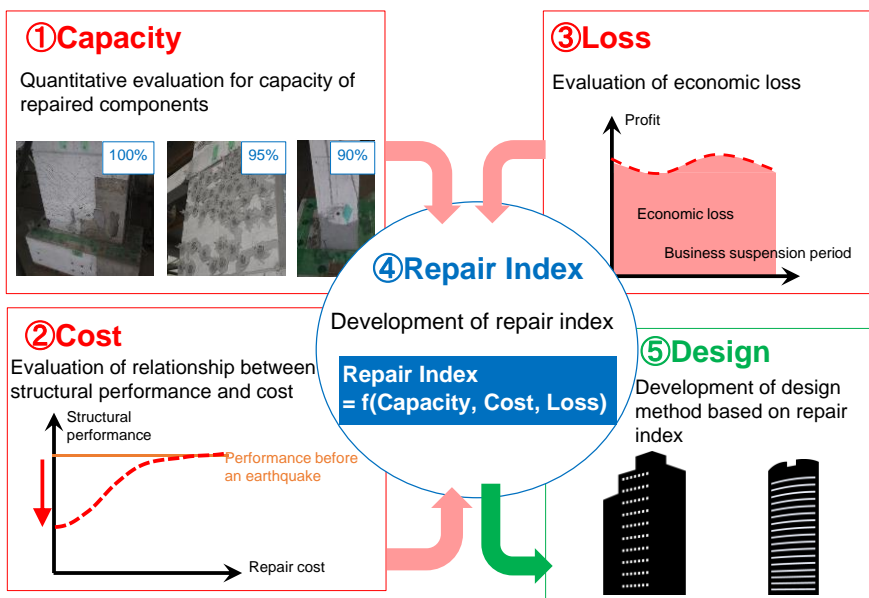 ①Capacity
Quantitative evaluation for capacity of
repaired components
100%
95%
90%
③Loss
Evaluation of economic loss
Profit
Economic loss
Business suspension period
④Repair Index
Development of repair index
Repair Index
= f(Capacity, Cost, Loss)
②Cost
Evaluation of relationship between
structural performance and cost
Structural
performance
Performance before
an earthquake
Repair cost
⑤Design
Development of design
method based on repair
index